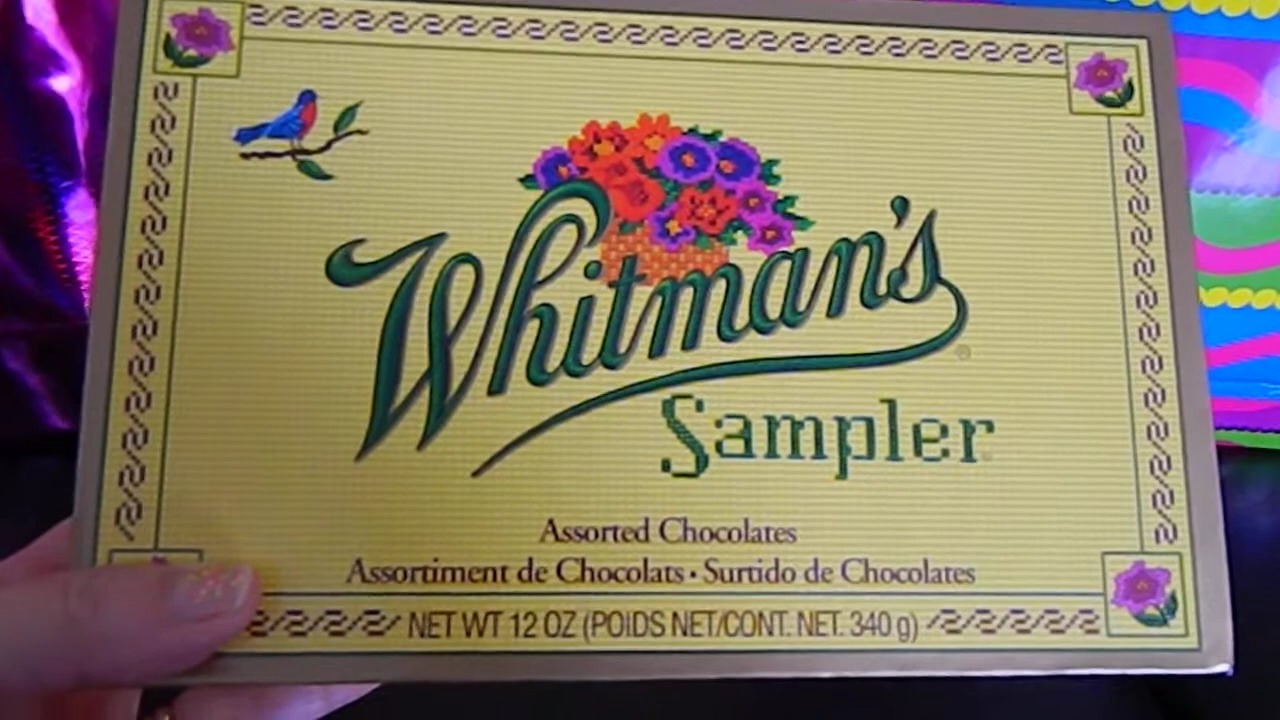 Whitman's
Sampler
Assorted Chocolates
Assortiment de Chocolats • Surtido de Chocolates
NET WT 12 OZ (POIDS NET/CONT. NET. 340 g)